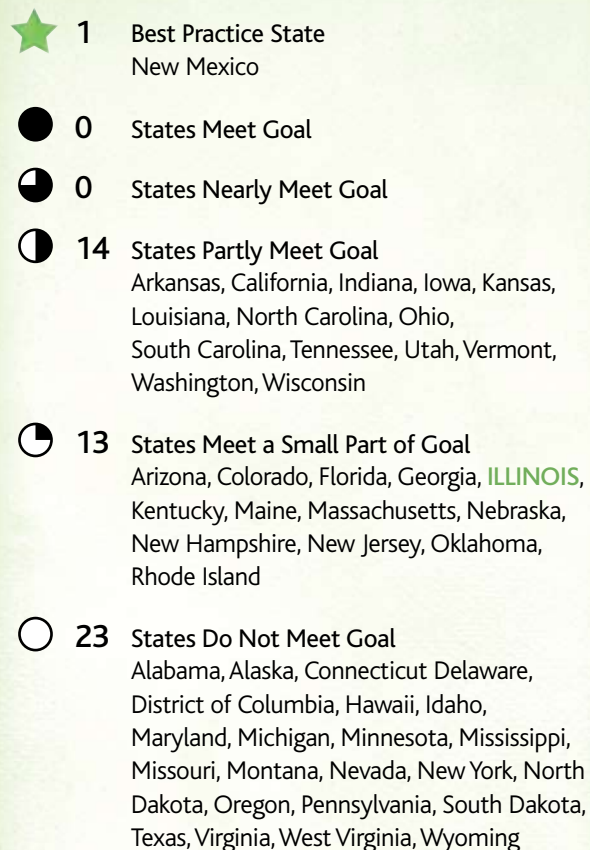 1 Best Practice State
New Mexico
0 States Meet Goal
0 States Nearly Meet Goal
14 States Partly Meet Goal
Arkansas, California, Indiana, Iowa, Kansas,
Louisiana, North Carolina, Ohio,
South Carolina, Tennessee, Utah, Vermont,
Washington, Wisconsin
13 States Meet a Small Part of Goal
Arizona, Colorado, Florida, Georgia, ILLINOIS,
Kentucky, Maine, Massachusetts, Nebraska,
New Hampshire, New Jersey, Oklahoma,
Rhode Island
23 States Do Not Meet Goal
Alabama, Alaska, Connecticut Delaware,
District of Columbia, Hawaii, Idaho,
Maryland, Michigan, Minnesota, Mississippi,
Missouri, Montana, Nevada, New York, North
Dakota, Oregon, Pennsylvania, South Dakota,
Texas, Virginia, West Virginia, Wyoming